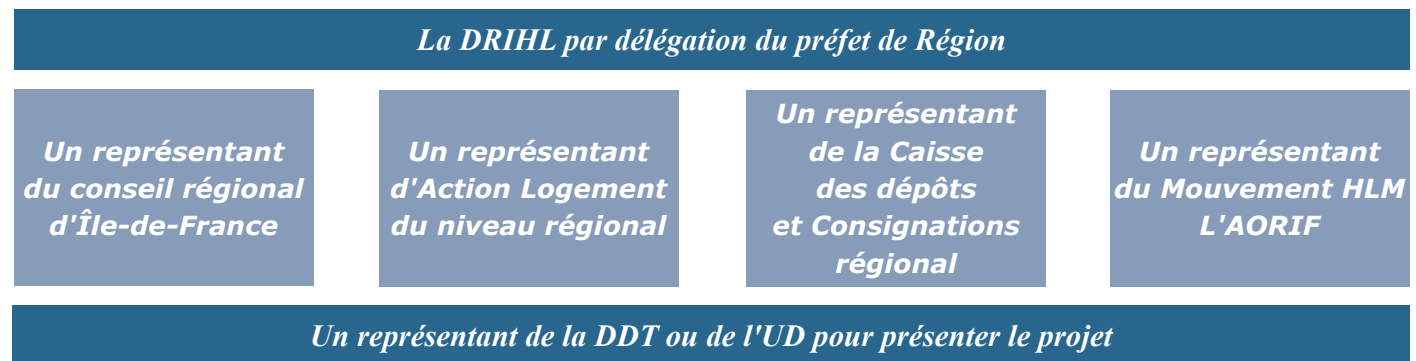 La DRIHL par délégation du préfet de Région
Un représentant
du conseil régional
d'Île-de-France
Un représentant
d'Action Logement
du niveau régional
Un représentant
de la Caisse
des dépôts
et Consignations
régional
Un représentant
du Mouvement HLM
L'AORIF
Un représentant de la DDT ou de l'UD pour présenter le projet